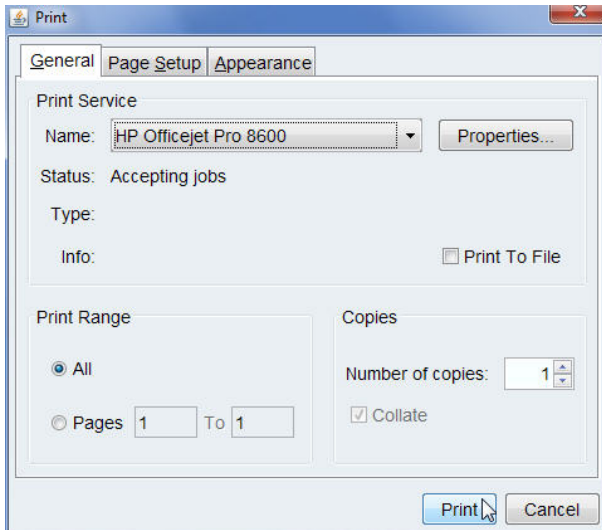 Print
General Page Setup Appearance
Print Service
Name: HP Officejet Pro 8600 Properties...
Status: Accepting jobs
Type:
Info: Print To File
Print Range Copies
All
Number of copies: 1
Pages 1 To 1 Collate
Print Cancel